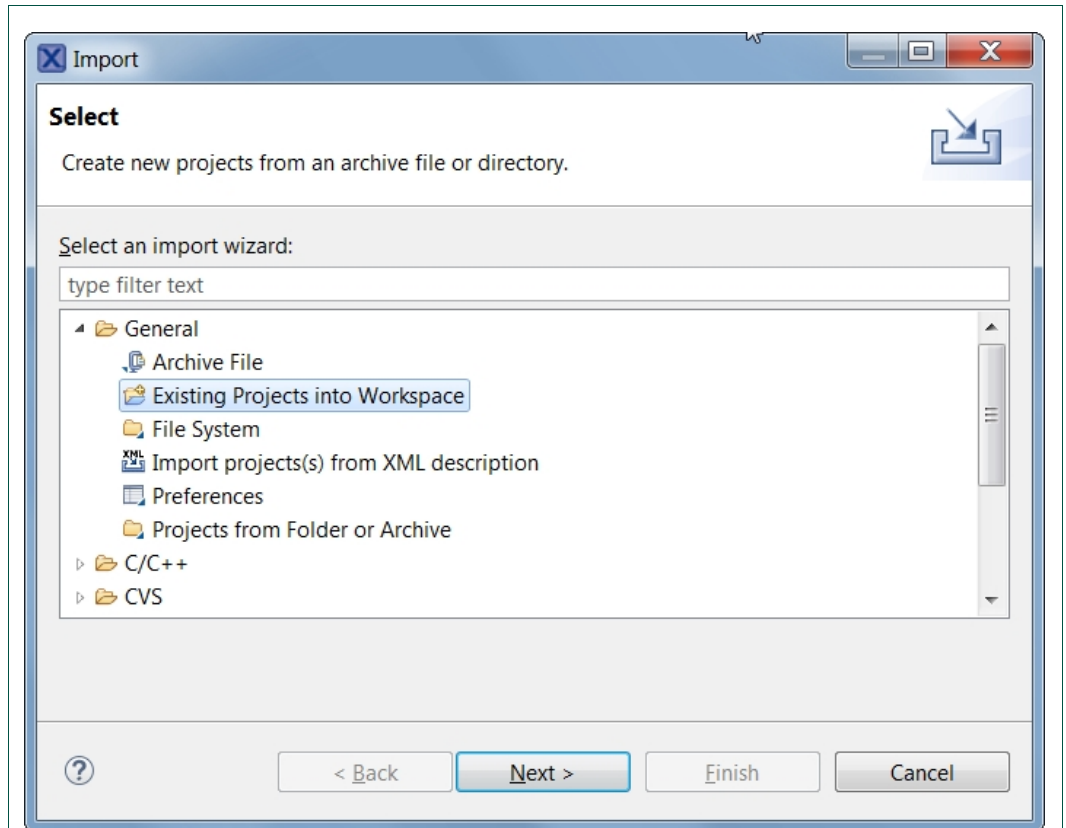 Import
Select
Create new projects from an archive file or directory.
Select an import wizard:
type filter text
General
Archive File
Existing Projects into Workspace
File System
XML Import projects(s) from XML description
Preferences
Projects from Folder or Archive
C/C++
CVS
? < Back Next > Finish Cancel